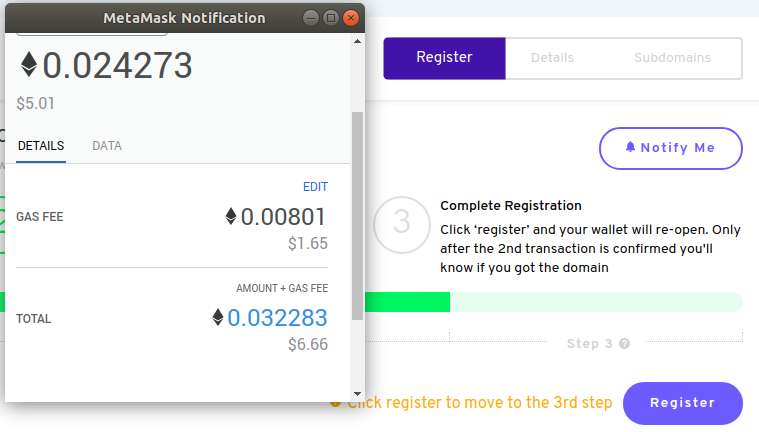 MetaMask Notification
0.024273
$5.01
DETAILS DATA
EDIT
GAS FEE 0.00801
$1.65
AMOUNT + GAS FEE
TOTAL 0.032283
$6.66
Register Details Subdomains
Notify Me
3
Complete Registration
Click ‘register’ and your wallet will re-open. Only
after the 2nd transaction is confirmed you'll
know if you got the domain
Step 3 ?
Click register to move to the 3rd step
Register